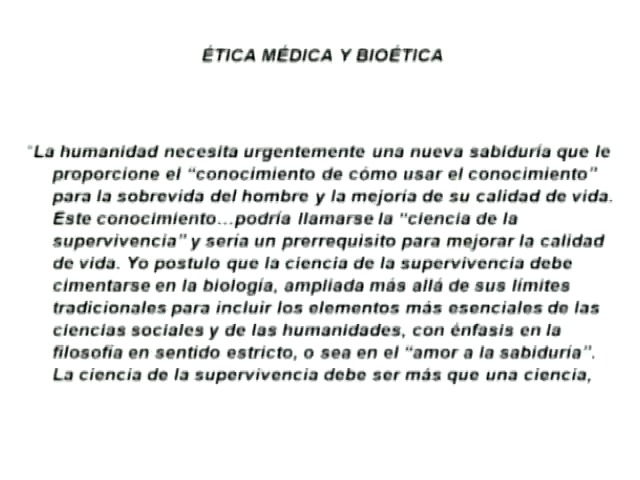 ÉTICA MÉDICA Y BIOÉTICA
"La humanidad necesita urgentemente una nueva sabiduría que le
proporcione el "conocimiento de cómo usar el conocimiento"
para la sobrevida del hombre y la mejoría de su calidad de vida.
Este conocimiento...podría llamarse la "ciencia de la
supervivencia" y sería un prerrequisito para mejorar la calidad
de vida. Yo postulo que la ciencia de la supervivencia debe
cimentarse en la biología, ampliada más allá de sus límites
tradicionales para incluir los elementos más esenciales de las
ciencias sociales y de las humanidades, con énfasis en la
filosofía en sentido estricto, o sea en el "amor a la sabiduría".
La ciencia de la supervivencia debe ser más que una ciencia,